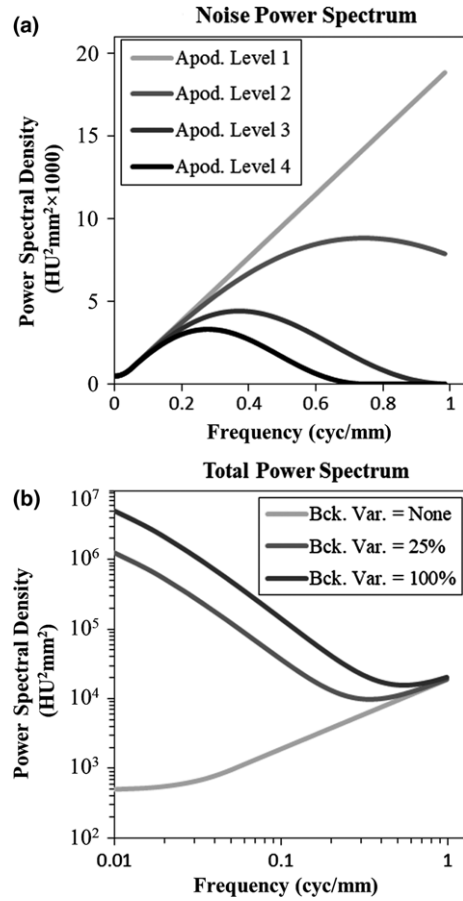 (a)
Noise Power Spectrum
Power Spectral Density
(HU²mm²×1000)
20
15
10
5
0
Apod. Level 1
Apod. Level 2
Apod. Level 3
Apod. Level 4
0 0.2 0.4 0.6 0.8 1
Frequency (cyc/mm)
Total Power Spectrum
(b)
Power Spectral Density
(HU²mm²)
10⁷
10⁶
10⁵
10⁴
10³
10²
Bck. Var. = None
Bck. Var. = 25%
Bck. Var. = 100%
0.01 0.1 1
Frequency (cyc/mm)